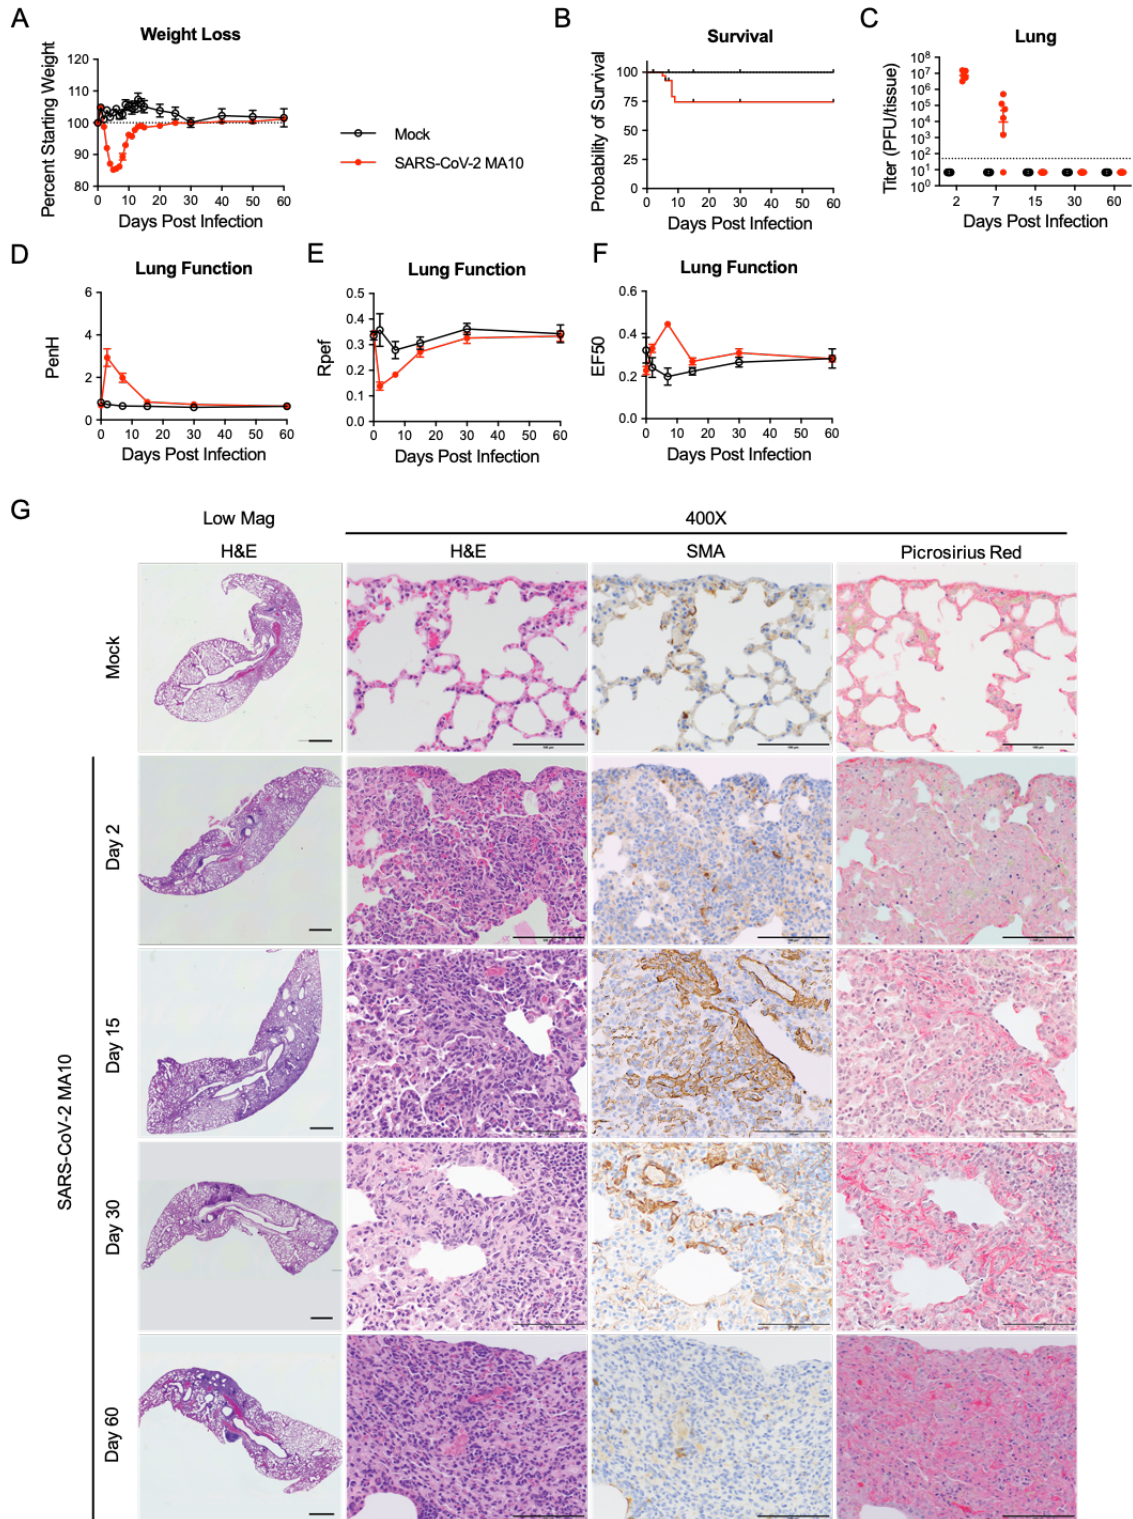 A
Weight Loss
Percent Starting Weight
120
110
100
90
80
0 10 20 30 40 50 60
Days Post Infection
Mock
SARS-CoV-2 MA10
B
Survival
Probability of Survival
100
75
50
25
0
0 10 20 30 40 50 60
Days Post Infection
C
Lung
Titer (PFU/tissue)
10⁸
10⁷
10⁶
10⁵
10⁴
10³
10²
10¹
10⁰
2 7 15 30 60
Days Post Infection
D
Lung Function
PenH
6
4
2
0
0 10 20 30 40 50 60
Days Post Infection
E
Lung Function
Rpef
0.5
0.4
0.3
0.2
0.1
0.0
0 10 20 30 40 50 60
Days Post Infection
F
Lung Function
EF50
0.6
0.4
0.2
0.0
0 10 20 30 40 50 60
Days Post Infection
G
Low Mag
400X
H&E
H&E
SMA
Picrosirius Red
Mock
SARS-CoV-2 MA10
Day 2
Day 15
Day 30
Day 60